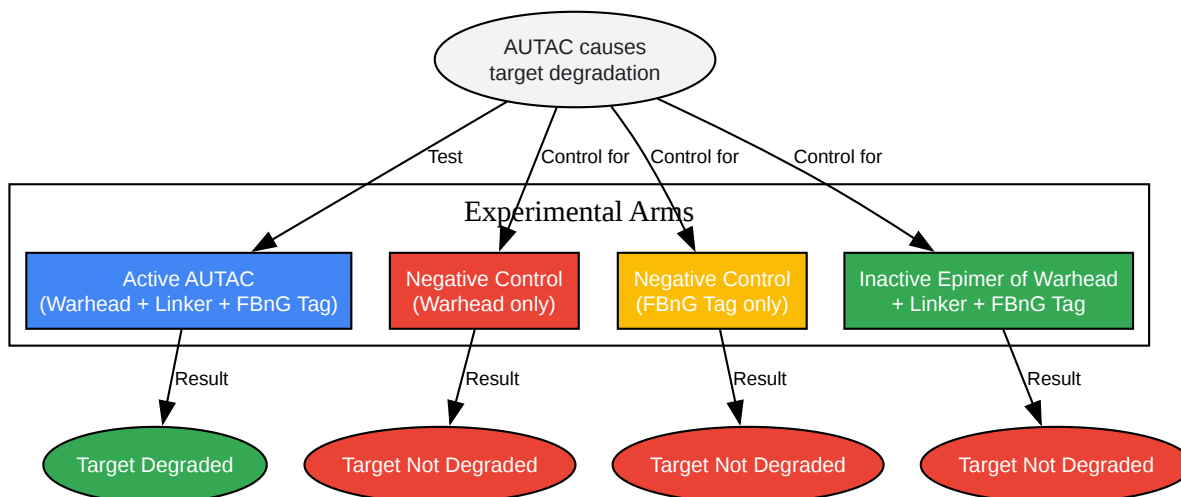 AUTAC causes
target degradation
Test
Control for
Control for
Control for
Experimental Arms
Active AUTAC
(Warhead + Linker + FBnG Tag)
Negative Control
(Warhead only)
Negative Control
(FBnG Tag only)
Inactive Epimer of Warhead
+ Linker + FBnG Tag
Result
Result
Result
Result
Target Degraded
Target Not Degraded
Target Not Degraded
Target Not Degraded